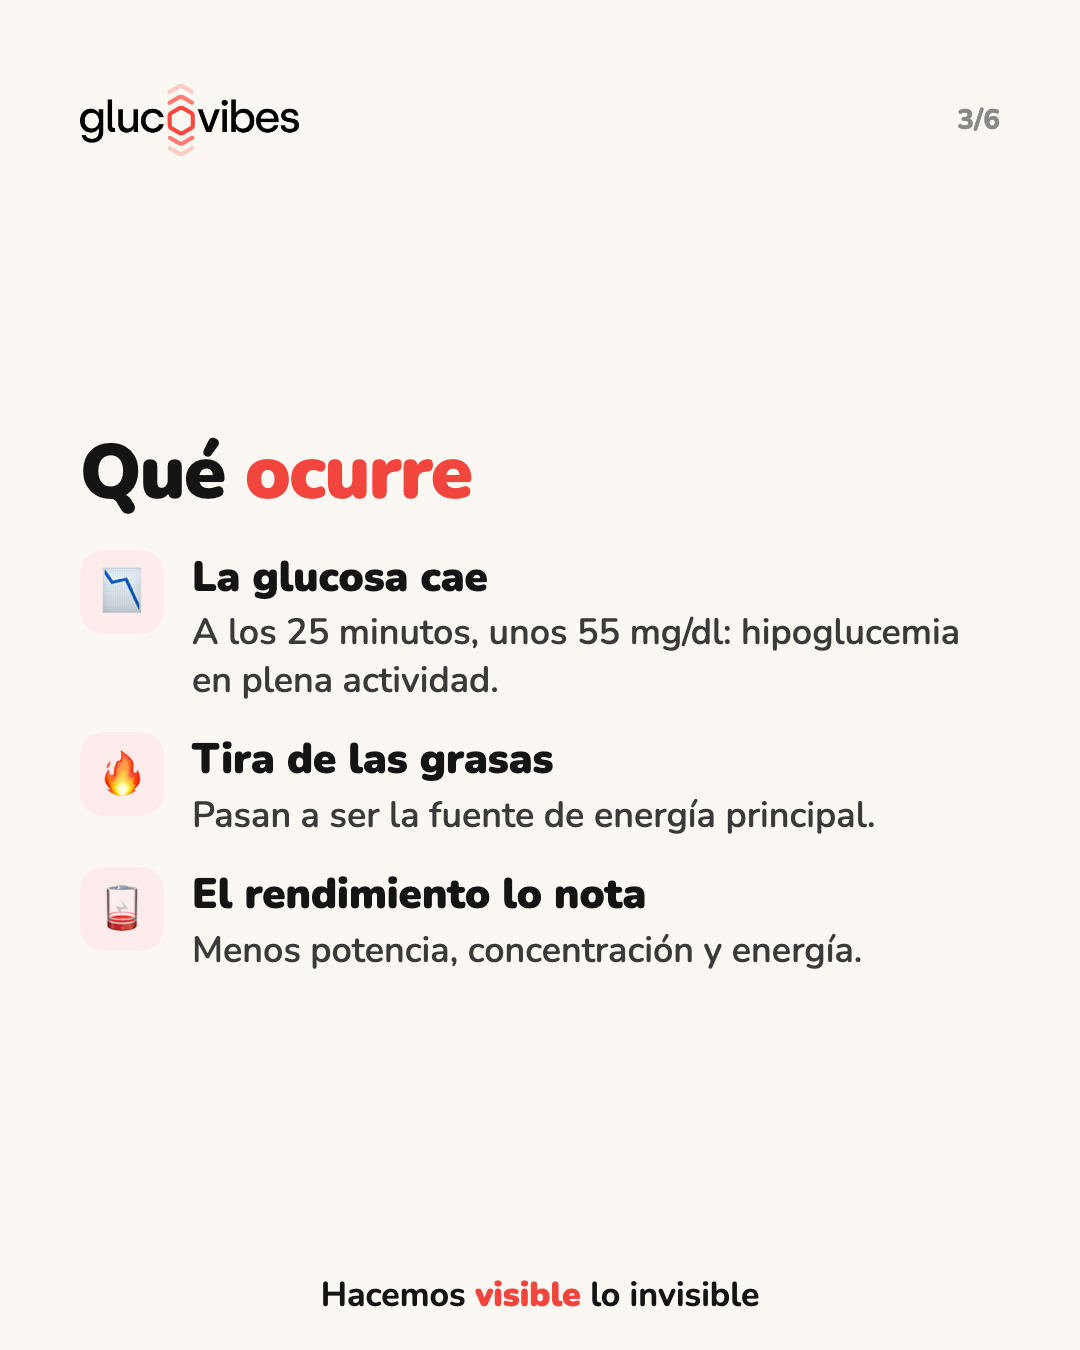 glucovibes
3/6
Qué ocurre
La glucosa cae
A los 25 minutos, unos 55 mg/dl: hipoglucemia
en plena actividad.
Tira de las grasas
Pasan a ser la fuente de energía principal.
El rendimiento lo nota
Menos potencia, concentración y energía.
Hacemos visible lo invisible